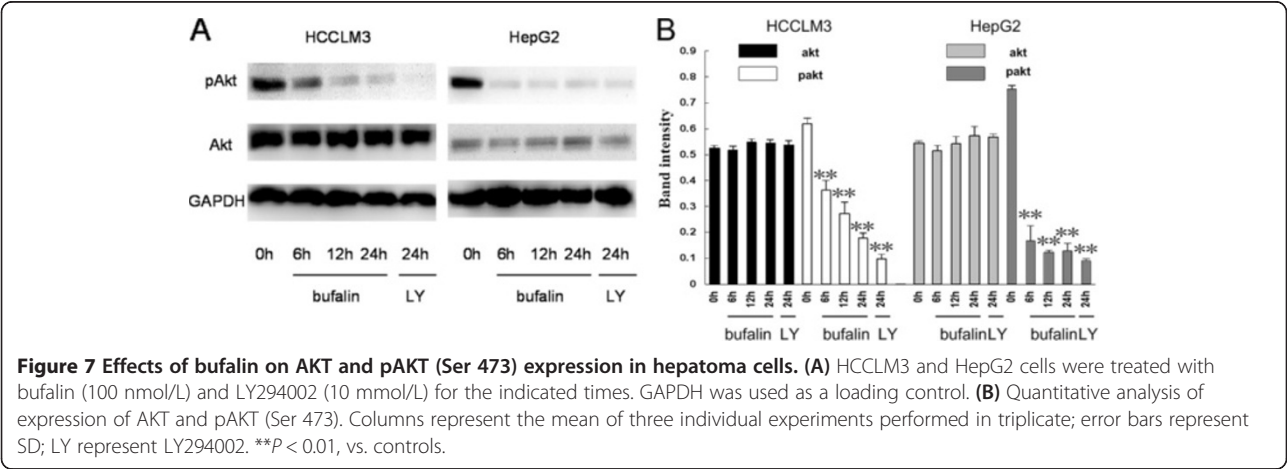 A
HCCLM3 HepG2
pAkt
Akt
GAPDH
0h 6h 12h 24h 24h 0h 6h 12h 24h 24h
bufalin LY bufalin LY
B
HCCLM3 HepG2
akt akt
pakt pakt
Band intensity
0.9
0.8
0.7
0.6
0.5
0.4
0.3
0.2
0.1
0
** ** ** ** ** ** ** **
0h 6h 12h 24h 24h 0h 6h 12h 24h 24h 0h 6h 12h 24h 24h 0h 6h 12h 24h 24h
bufalin LY bufalin LY bufalinLY bufalinLY
Figure 7 Effects of bufalin on AKT and pAKT (Ser 473) expression in hepatoma cells. (A) HCCLM3 and HepG2 cells were treated with
bufalin (100 nmol/L) and LY294002 (10 mmol/L) for the indicated times. GAPDH was used as a loading control. (B) Quantitative analysis of
expression of AKT and pAKT (Ser 473). Columns represent the mean of three individual experiments performed in triplicate; error bars represent
SD; LY represent LY294002. **P < 0.01, vs. controls.